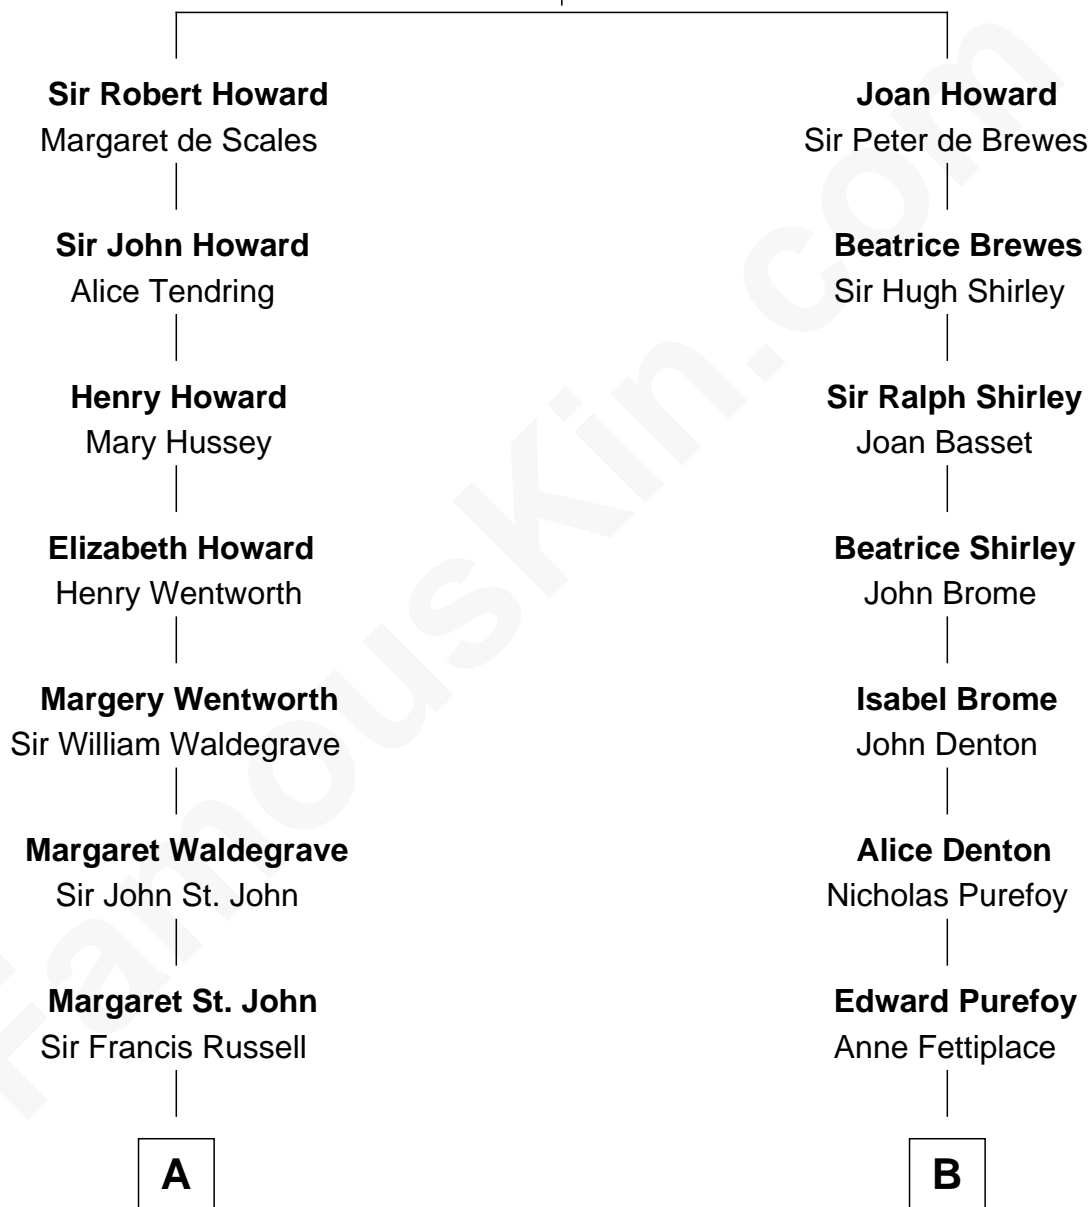 Sir Robert Howard
Margaret de Scales
Sir John Howard
Alice Tendring
Henry Howard
Mary Hussey
Elizabeth Howard
Henry Wentworth
Margery Wentworth
Sir William Waldegrave
Margaret Waldegrave
Sir John St. John
Margaret St. John
Sir Francis Russell
A
Joan Howard
Sir Peter de Brewes
Beatrice Brewes
Sir Hugh Shirley
Sir Ralph Shirley
Joan Basset
Beatrice Shirley
John Brome
Isabel Brome
John Denton
Alice Denton
Nicholas Purefoy
Edward Purefoy
Anne Fettiplace
B
FamousKin.com